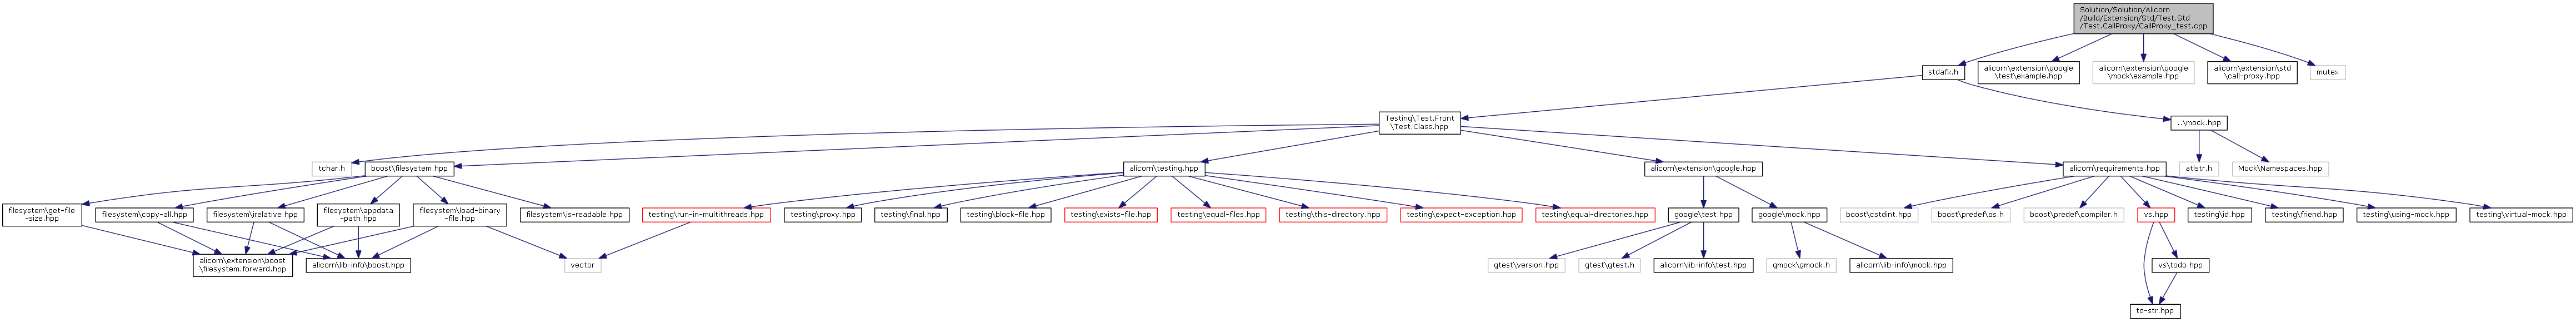 Solution/Solution/Alicorn
/Build/Extension/Std/Test.Std
/Test.CallProxy/CallProxy_test.cpp
stdafx.h
alicorn\extension\google
\test\example.hpp
alicorn\extension\google
\mock\example.hpp
alicorn\extension\std
\call-proxy.hpp
mutex
Testing\Test.Front
\Test.Class.hpp
..\mock.hpp
tchar.h
boost\filesystem.hpp
alicorn\testing.hpp
alicorn\extension\google.hpp
alicorn\requirements.hpp
atlstr.h
Mock\Namespaces.hpp
filesystem\get-file
-size.hpp
filesystem\copy-all.hpp
filesystem\relative.hpp
filesystem\appdata
-path.hpp
filesystem\load-binary
-file.hpp
filesystem\is-readable.hpp
testing\run-in-multithreads.hpp
testing\proxy.hpp
testing\final.hpp
testing\block-file.hpp
testing\exists-file.hpp
testing\equal-files.hpp
testing\this-directory.hpp
testing\expect-exception.hpp
testing\equal-directories.hpp
google\test.hpp
google\mock.hpp
boost\cstdint.hpp
boost\predef\os.h
boost\predef\compiler.h
vs.hpp
testing\id.hpp
testing\friend.hpp
testing\using-mock.hpp
testing\virtual-mock.hpp
alicorn\extension\boost
\filesystem.forward.hpp
alicorn\lib-info\boost.hpp
vector
gtest\version.hpp
gtest\gtest.h
alicorn\lib-info\test.hpp
gmock\gmock.h
alicorn\lib-info\mock.hpp
vs\todo.hpp
to-str.hpp